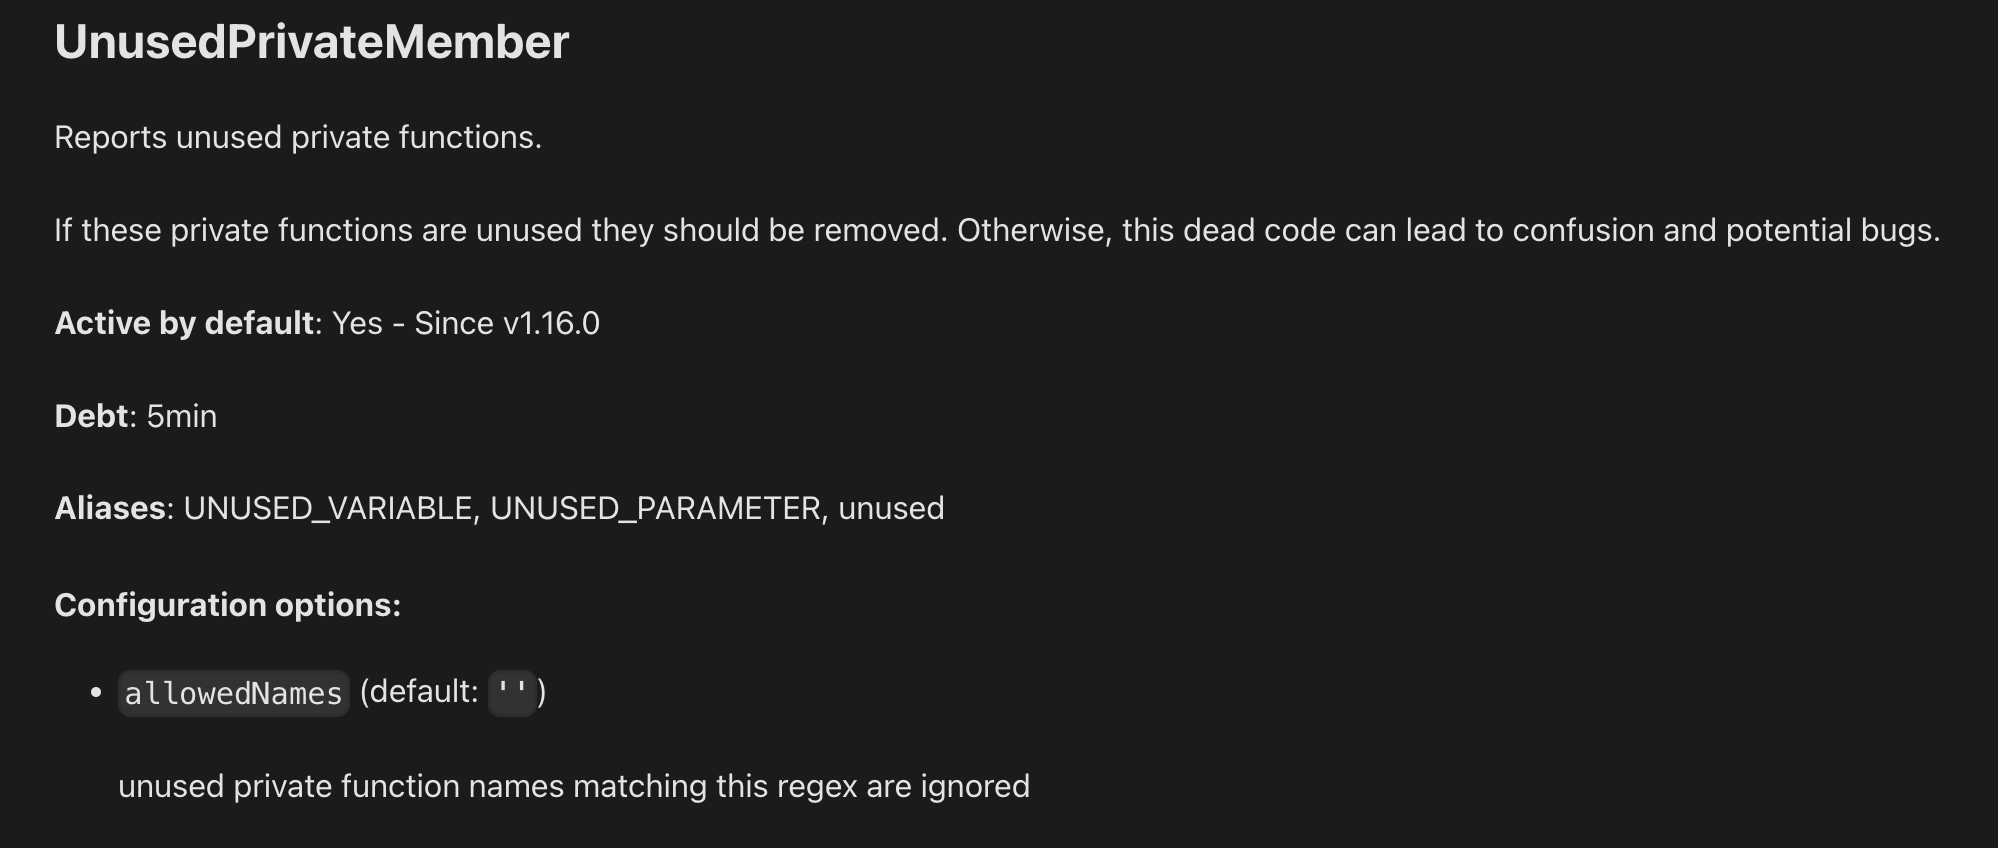 UnusedPrivateMember
Reports unused private functions.
If these private functions are unused they should be removed. Otherwise, this dead code can lead to confusion and potential bugs.
Active by default: Yes - Since v1.16.0
Debt: 5min
Aliases: UNUSED_VARIABLE, UNUSED_PARAMETER, unused
Configuration options:
• allowedNames (default: '')
unused private function names matching this regex are ignored